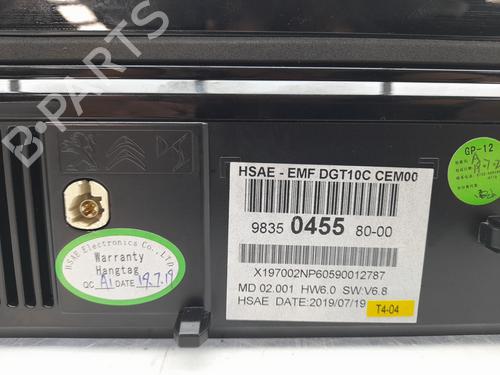 B-PARTS
HSAE - EMF DGT10C CEM00
9835 0455 80-00
X197002NP60590012787
MD 02.001 HW6.0 SW:V6.8
HSAE DATE:2019/07/19
T4-04
HSAE Electronics Co., LTD.
Warranty
Hangtag
QC A1 DATE 19.7.19
GP-12